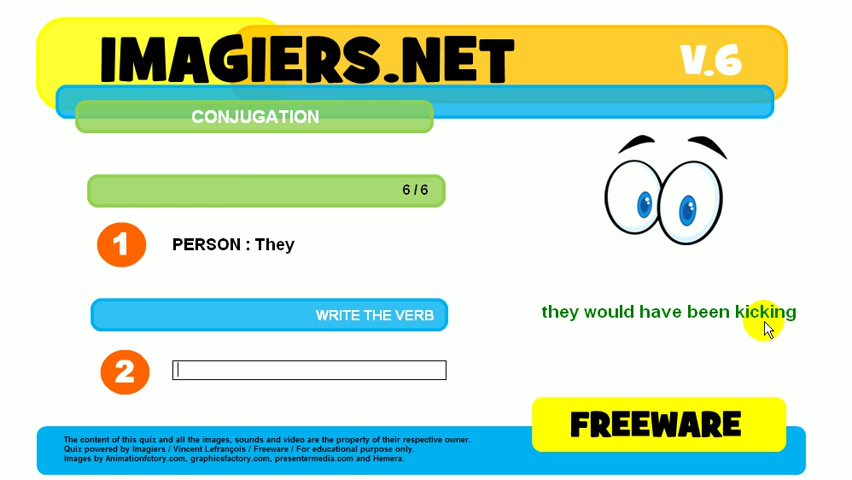 IMAGIERS.NET
V.6
CONJUGATION
6 / 6
1
PERSON : They
they would have been kicking
WRITE THE VERB
2
FREEWARE
The content of this quiz and all the images, sounds and video are the property of their respective owner.
Quiz powered by Imagiers / Vincent Lefrançois / Freeware / For educational purpose only.
Images by Animationfctory.com, graphicsfactory.com, presentermedia.com and Hemera.